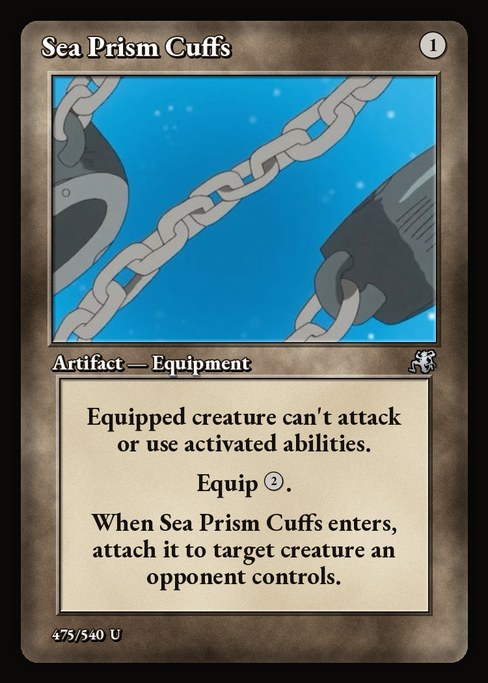 Sea Prism Cuffs 1
Artifact — Equipment
Equipped creature can't attack
or use activated abilities.
Equip 2.
When Sea Prism Cuffs enters,
attach it to target creature an
opponent controls.
475/540 U